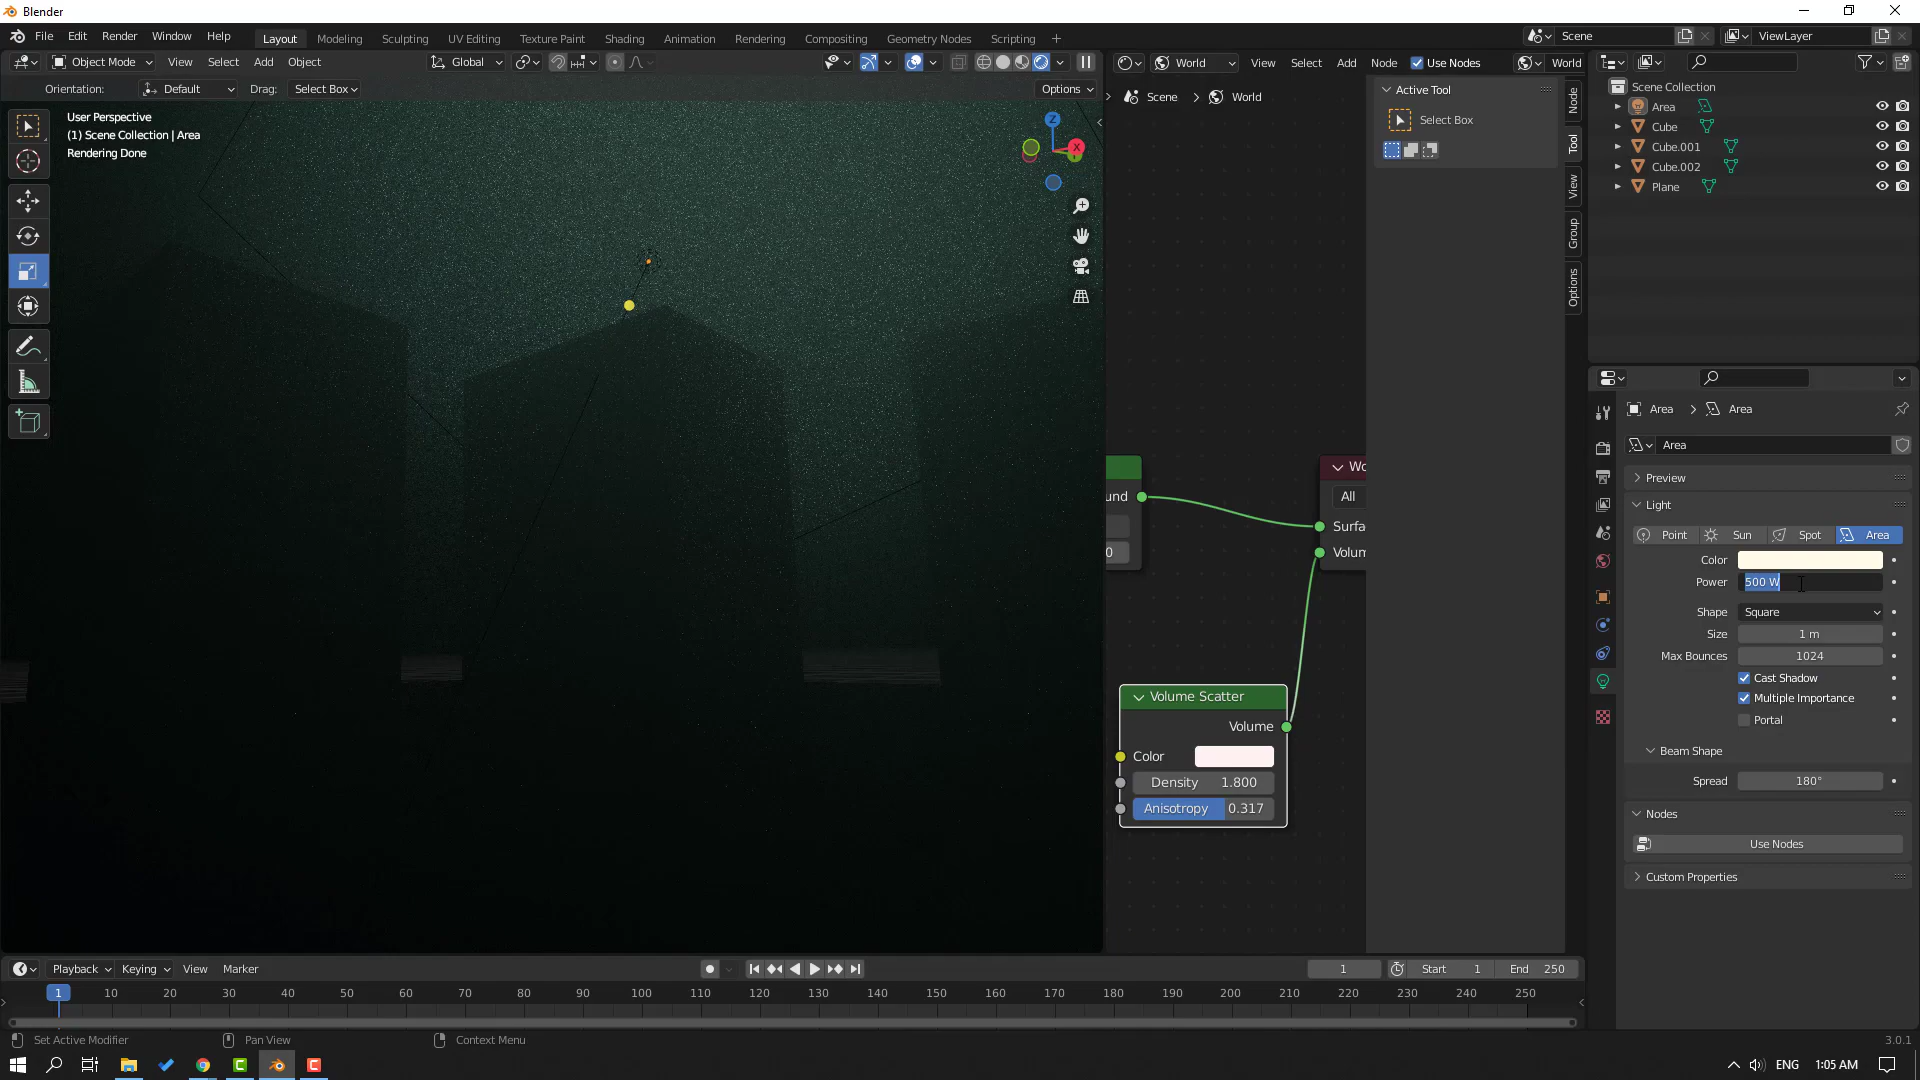 Blender
File Edit Render Window Help Layout Modeling Sculpting UV Editing Texture Paint Shading Animation Rendering Compositing Geometry Nodes Scripting + Scene ViewLayer
Object Mode View Select Add Object Global World View Select Add Node Use Nodes World
Orientation: Default Drag: Select Box Options
User Perspective
(1) Scene Collection | Area
Rendering Done
Z
X
Y
Scene World
Active Tool
Select Box
Node
Tool
View
Group
Options
Scene Collection
Area
Cube
Cube.001
Cube.002
Plane
und
0
Wo
All
Surfa
Volum
Volume Scatter
Volume
Color
Density 1.800
Anisotropy 0.317
Area Area
Area
Preview
Light
Point Sun Spot Area
Color
Power 500 W
Shape Square
Size 1 m
Max Bounces 1024
Cast Shadow
Multiple Importance
Portal
Beam Shape
Spread 180°
Nodes
Use Nodes
Custom Properties
Playback Keying View Marker 1 Start 1 End 250
1 10 20 30 40 50 60 70 80 90 100 110 120 130 140 150 160 170 180 190 200 210 220 230 240 250
Set Active Modifier Pan View Context Menu 3.0.1
ENG 1:05 AM